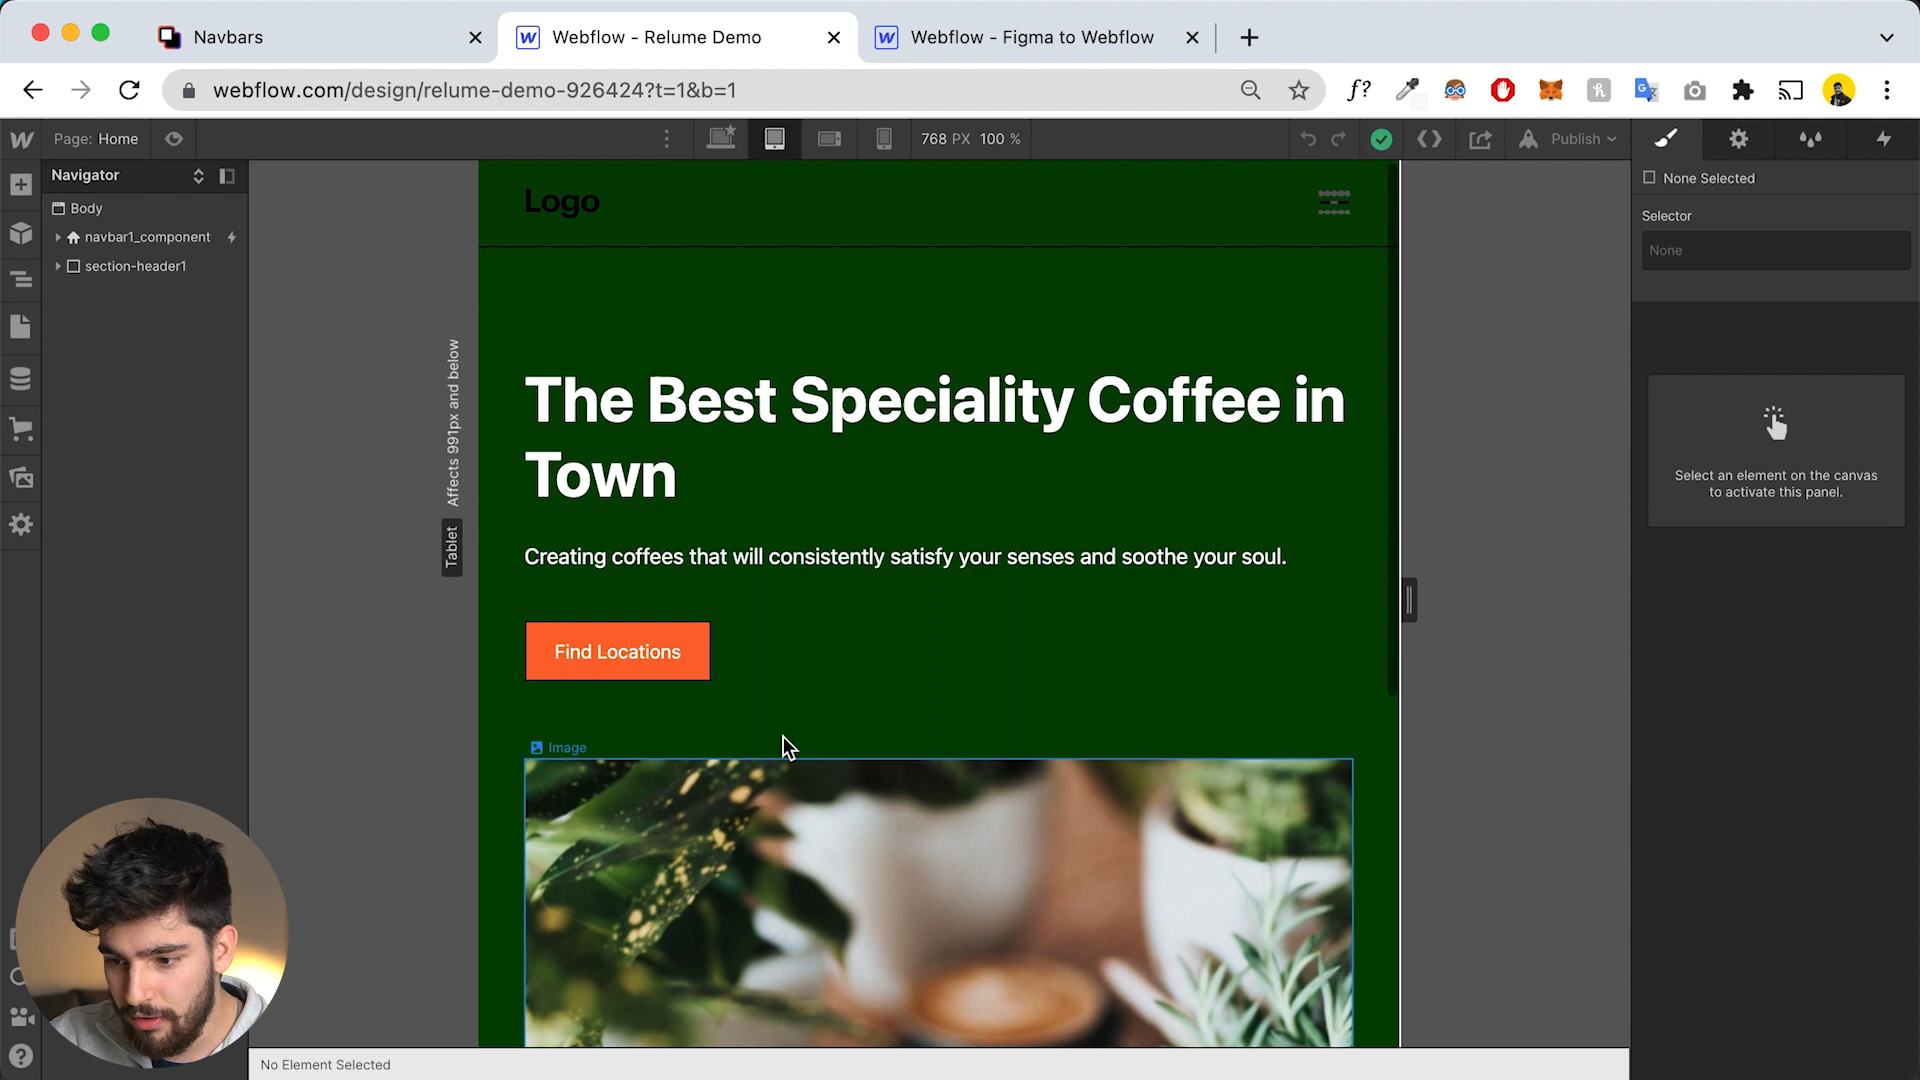 Navbars
Webflow - Relume Demo
Webflow - Figma to Webflow
webflow.com/design/relume-demo-926424?t=1&b=1
f?
Page: Home
768 PX 100 %
Publish
Navigator
Body
navbar1_component
section-header1
None Selected
Selector
None
Select an element on the canvas
to activate this panel.
Affects 991px and below
Tablet
Logo
The Best Speciality Coffee in
Town
Creating coffees that will consistently satisfy your senses and soothe your soul.
Find Locations
Image
No Element Selected